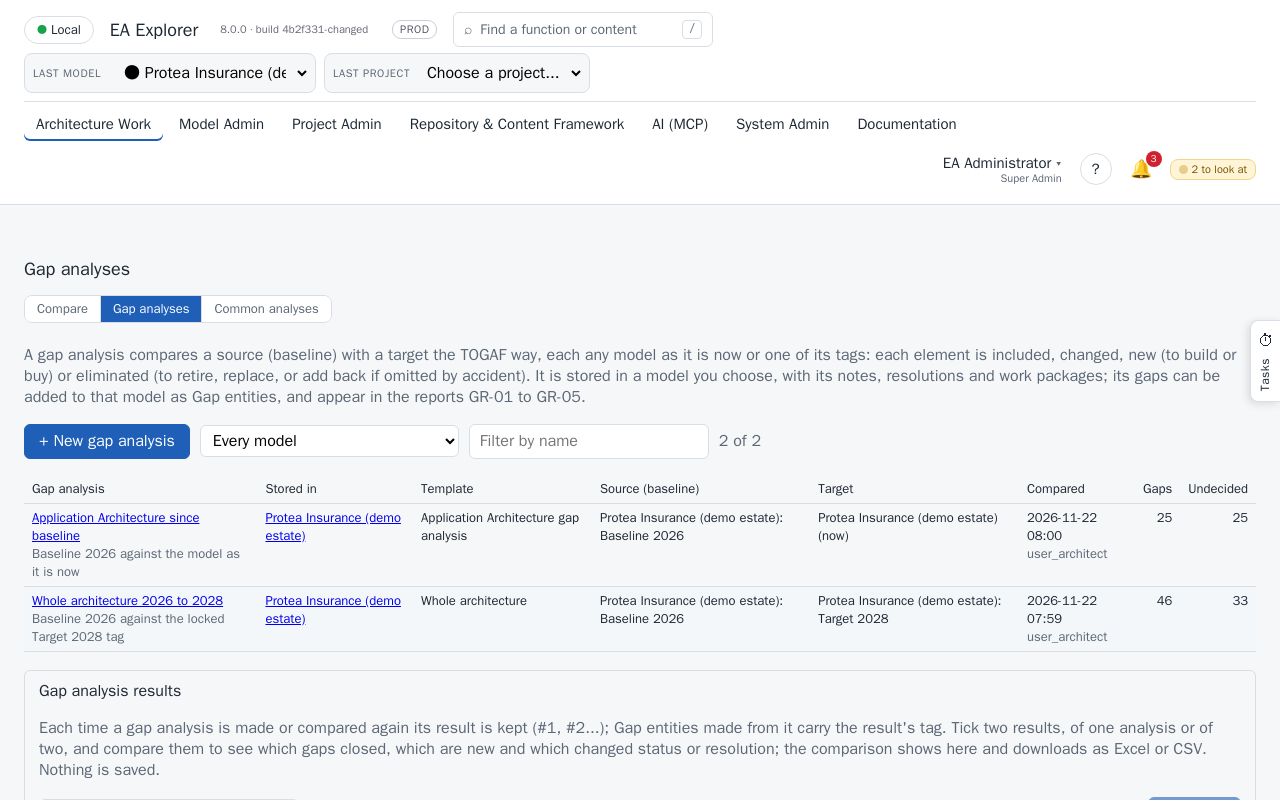 Local
EA Explorer
8.0.0 · build 4b2f331-changed
PROD
Find a function or content
/
LAST MODEL
Protea Insurance (de
LAST PROJECT
Choose a project...
Architecture Work
Model Admin
Project Admin
Repository & Content Framework
AI (MCP)
System Admin
Documentation
EA Administrator
Super Admin
?
3
2 to look at
Gap analyses
Compare
Gap analyses
Common analyses
Tasks
A gap analysis compares a source (baseline) with a target the TOGAF way, each any model as it is now or one of its tags: each element is included, changed, new (to build or
buy) or eliminated (to retire, replace, or add back if omitted by accident). It is stored in a model you choose, with its notes, resolutions and work packages; its gaps can be
added to that model as Gap entities, and appear in the reports GR-01 to GR-05.
+ New gap analysis
Every model
Filter by name
2 of 2
Gap analysis
Stored in
Template
Source (baseline)
Target
Compared
Gaps
Undecided
Application Architecture since
baseline
Baseline 2026 against the model as
it is now
Protea Insurance (demo
estate)
Application Architecture gap
analysis
Protea Insurance (demo estate):
Baseline 2026
Protea Insurance (demo estate)
(now)
2026-11-22
08:00
user_architect
25
25
Whole architecture 2026 to 2028
Baseline 2026 against the locked
Target 2028 tag
Protea Insurance (demo
estate)
Whole architecture
Protea Insurance (demo estate):
Baseline 2026
Protea Insurance (demo estate):
Target 2028
2026-11-22
07:59
user_architect
46
33
Gap analysis results
Each time a gap analysis is made or compared again its result is kept (#1, #2...); Gap entities made from it carry the result's tag. Tick two results, of one analysis or of
two, and compare them to see which gaps closed, which are new and which changed status or resolution; the comparison shows here and downloads as Excel or CSV.
Nothing is saved.